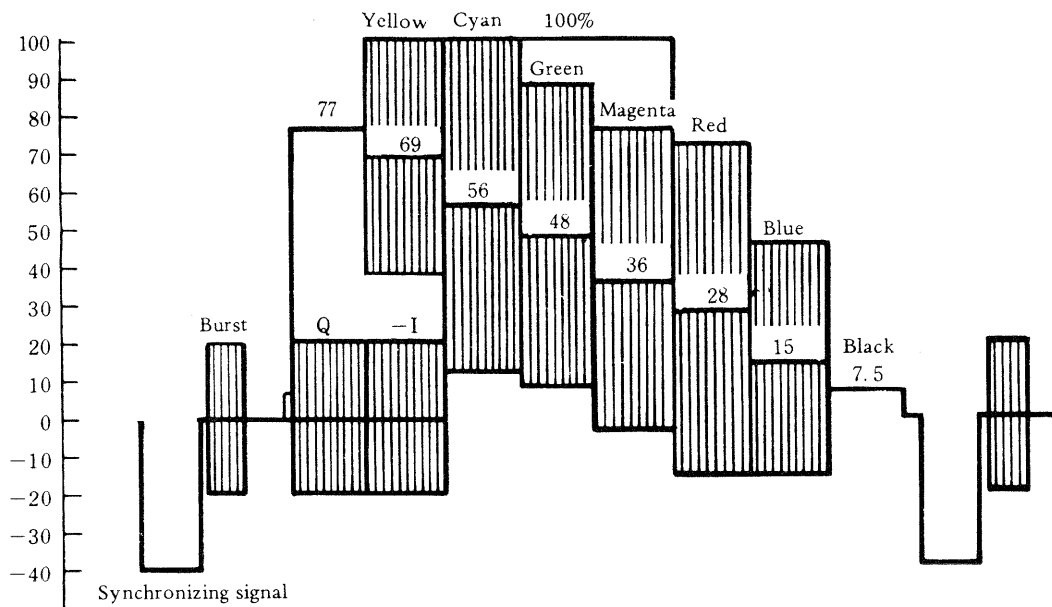 Yellow Cyan 100%
100
90
Green
80
77
Magenta
Red
70
69
60
56
50
48
Blue
40
36
30
28
Burst
Q
−I
20
15
Black
10
7.5
0
−10
−20
−30
−40
Synchronizing signal